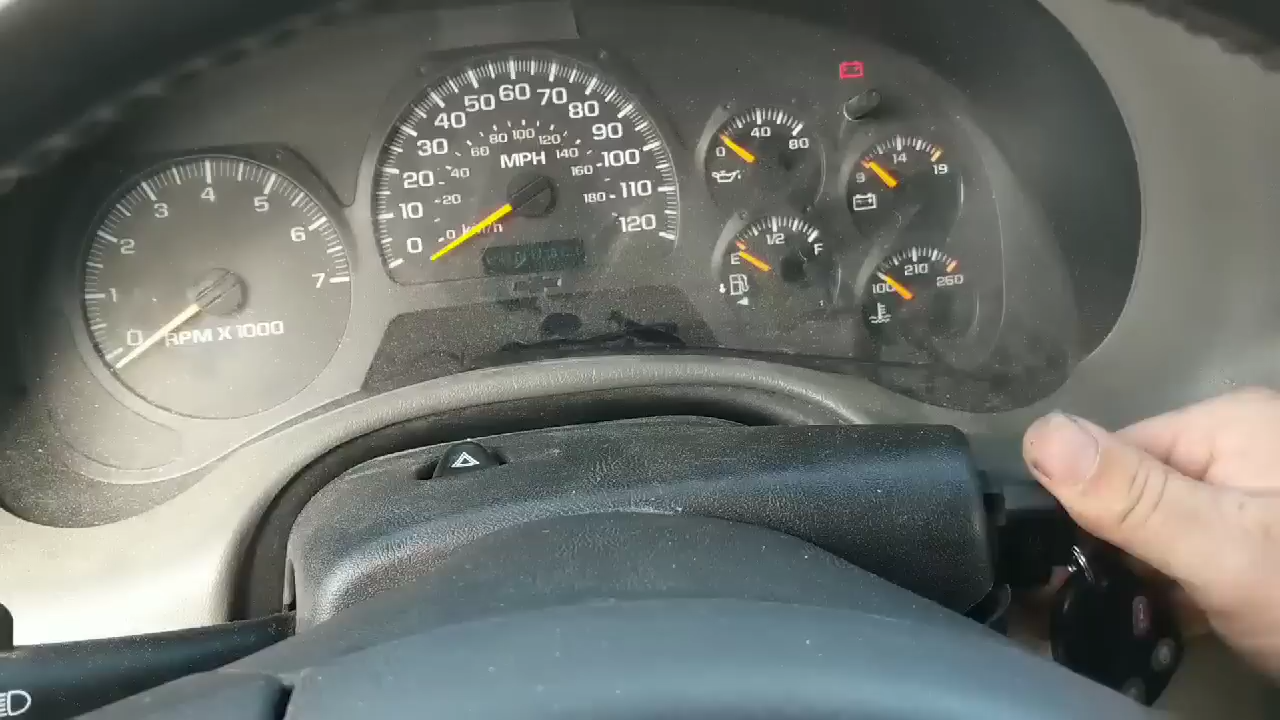 0 1 2 3 4 5 6 7
RPM X 1000
0 10 20 30 40 50 60 70 80 90 100 110 120
MPH
20 40 60 80 100 120 140 160 180
0 km/h
0 40 80
9 14 19
E 1/2 F
100 210 260